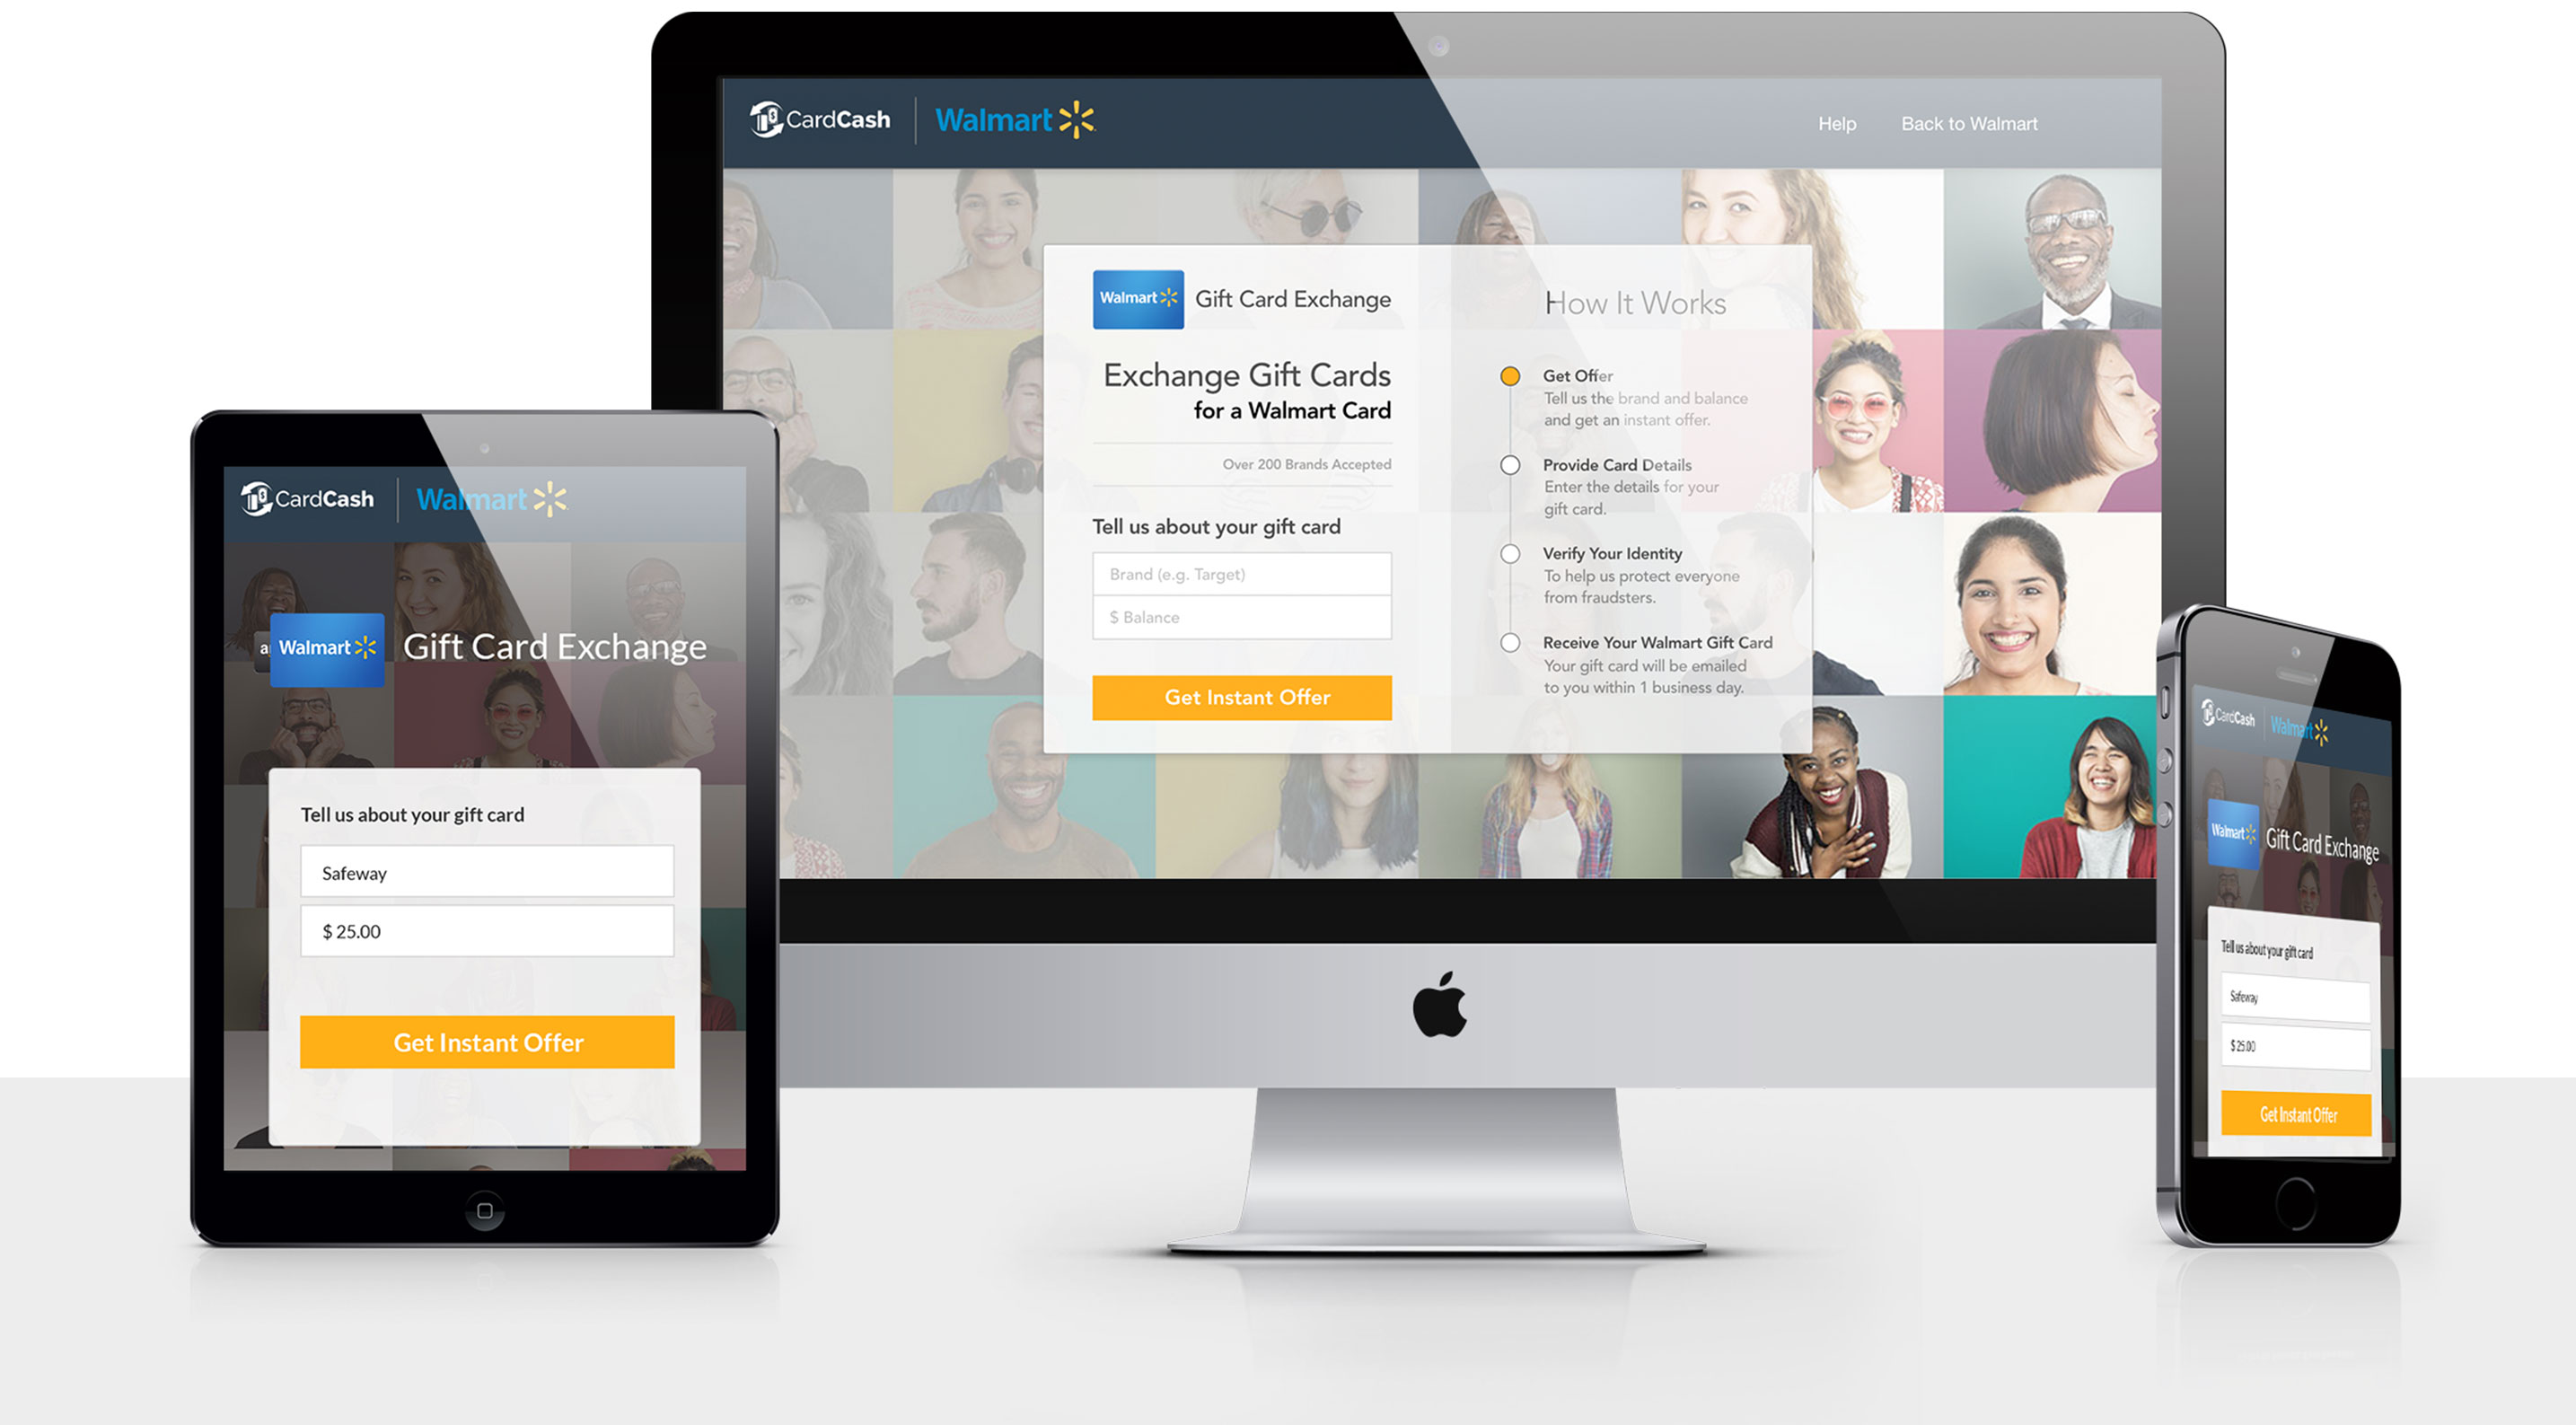 CardCash
Walmart
Help
Back to Walmart
Walmart
Gift Card Exchange
Exchange Gift Cards
for a Walmart Card
Over 200 Brands Accepted
Tell us about your gift card
Brand (e.g. Target)
$ Balance
Get Instant Offer
How It Works
Get Offer
Tell us the brand and balance
and get an instant offer.
Provide Card Details
Enter the details for your
gift card.
Verify Your Identity
To help us protect everyone
from fraudsters.
Receive Your Walmart Gift Card
Your gift card will be emailed
to you within 1 business day.
CardCash
Walmart
Walmart
Gift Card Exchange
Tell us about your gift card
Safeway
$ 25.00
Get Instant Offer
CardCash
Walmart
Walmart
Gift Card Exchange
Tell us about your gift card
Safeway
$ 25.00
Get Instant Offer